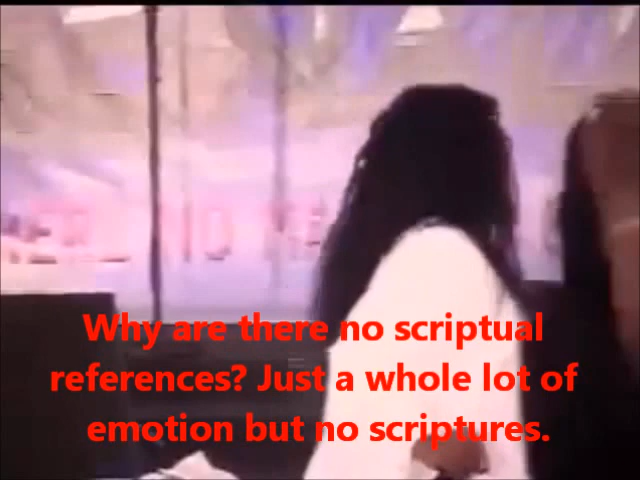 Why are there no scriptual
references? Just a whole lot of
emotion but no scriptures.